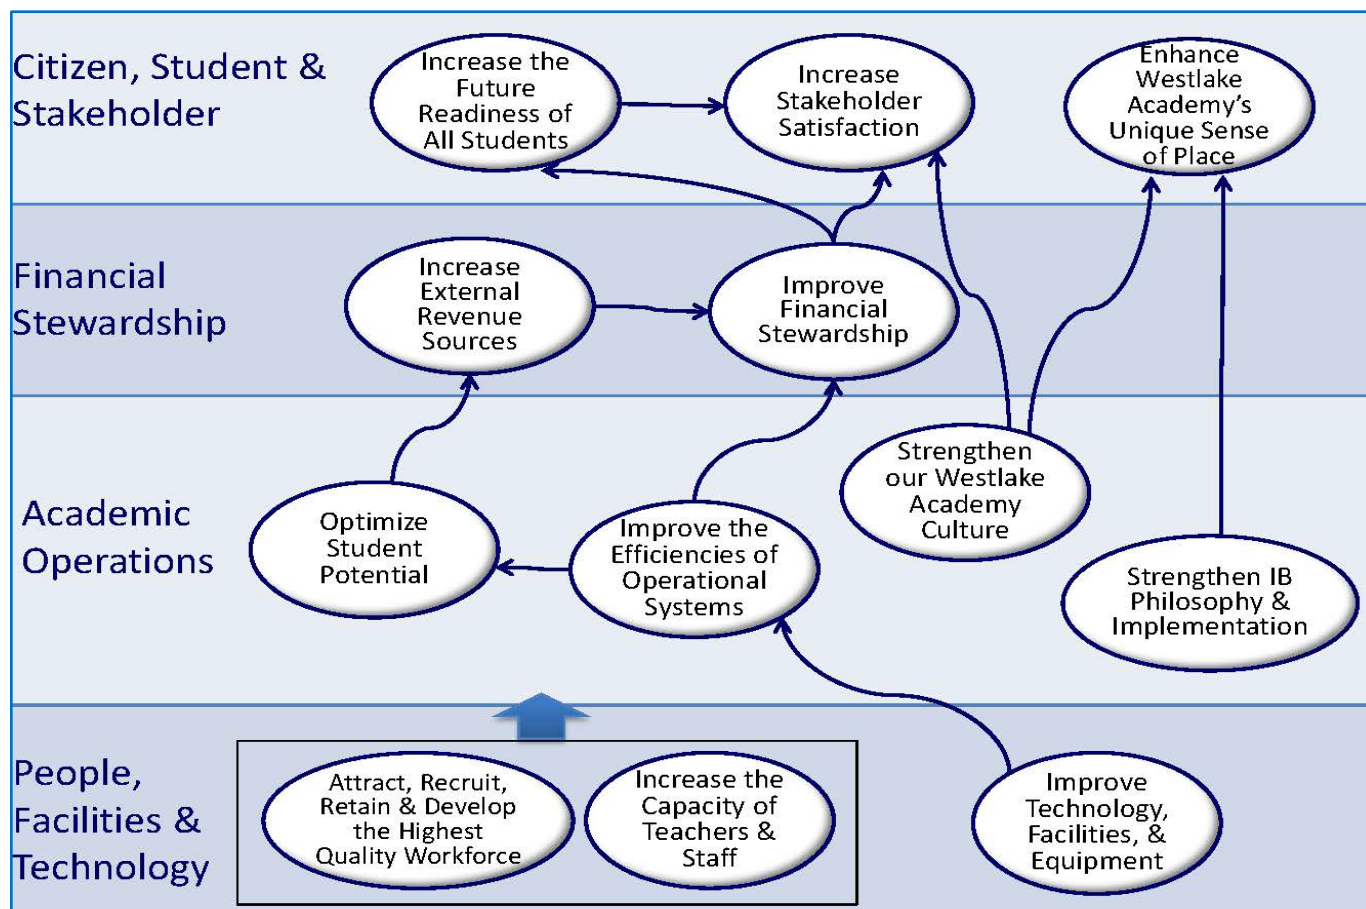 Citizen, Student &
Stakeholder
Increase the
Future
Readiness of
All Students
Increase
Stakeholder
Satisfaction
Enhance
Westlake
Academy's
Unique Sense
of Place
Financial
Stewardship
Increase
External
Revenue
Sources
Improve
Financial
Stewardship
Academic
Operations
Optimize
Student
Potential
Improve the
Efficiencies of
Operational
Systems
Strengthen
our Westlake
Academy
Culture
Strengthen IB
Philosophy &
Implementation
People,
Facilities &
Technology
Attract, Recruit,
Retain & Develop
the Highest
Quality Workforce
Increase the
Capacity of
Teachers &
Staff
Improve
Technology,
Facilities, &
Equipment